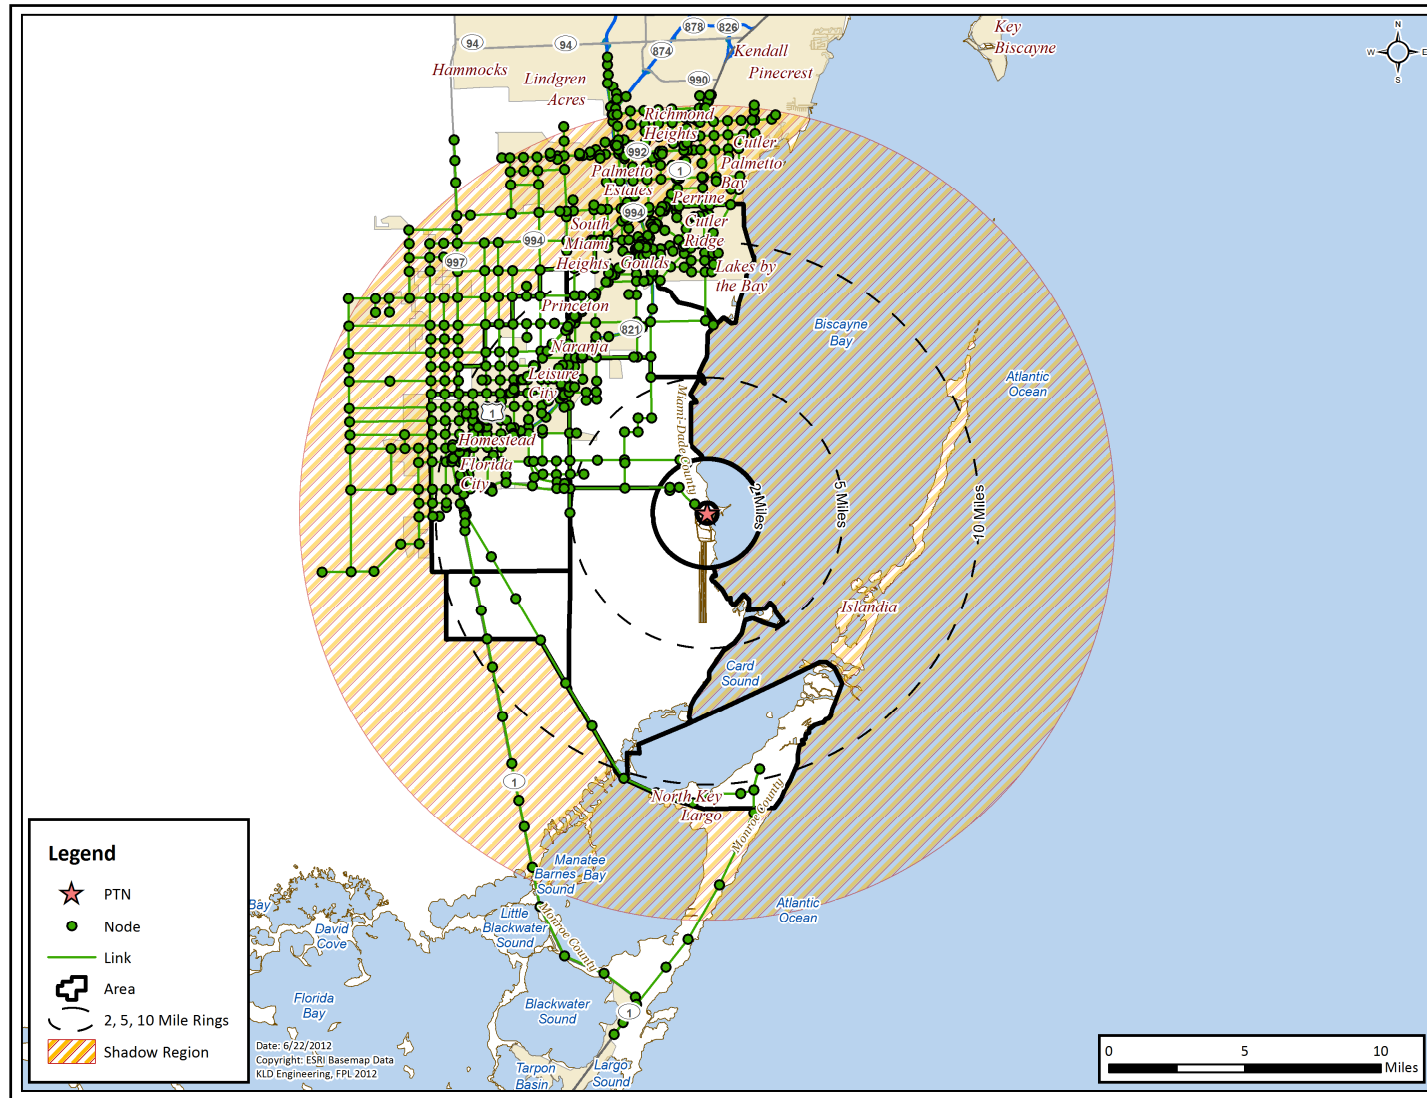 Key
Biscayne
N
W
E
S
878
826
94
94
874
Kendall
Hammocks
Lindgren
Acres
990
Pinecrest
Richmond
Heights
992
Cutler
1
Palmetto
Estates
Palmetto
Bay
Perrine
994
South
Miami
Heights
Cutler
Ridge
994
997
Goulds
Lakes by
the Bay
Princeton
821
Biscayne
Bay
Naranja
Leisure
City
Atlantic
Ocean
1
Miami-Dade County
Homestead
Florida
City
2 Miles
5 Miles
10 Miles
Islandia
Card
Sound
1
North Key
Largo
Monroe County
Manatee
Bay
Barnes
Sound
Atlantic
Ocean
Bay
David
Cove
Little
Blackwater
Sound
Monroe County
Florida
Bay
Blackwater
Sound
1
Tarpon
Basin
Largo
Sound
Legend
PTN
Node
Link
Area
2, 5, 10 Mile Rings
Shadow Region
Date: 6/22/2012
Copyright: ESRI Basemap Data
KLD Engineering, FPL 2012
0
5
10
Miles